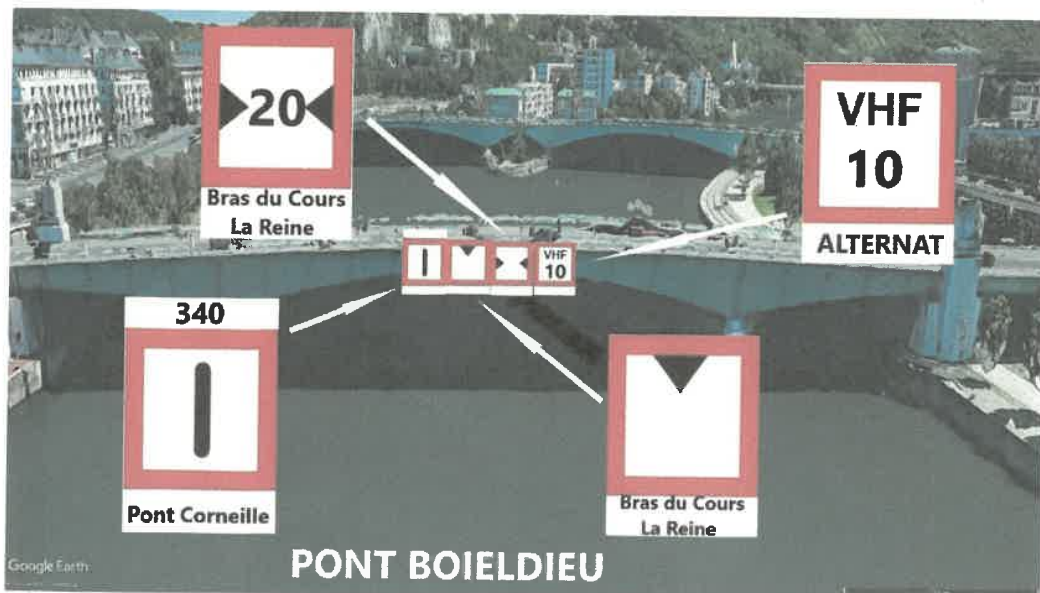 20
Bras du Cours
La Reine
VHF
10
ALTERNAT
VHF
10
340
Pont Corneille
Bras du Cours
La Reine
PONT BOIELDIEU
Google Earth